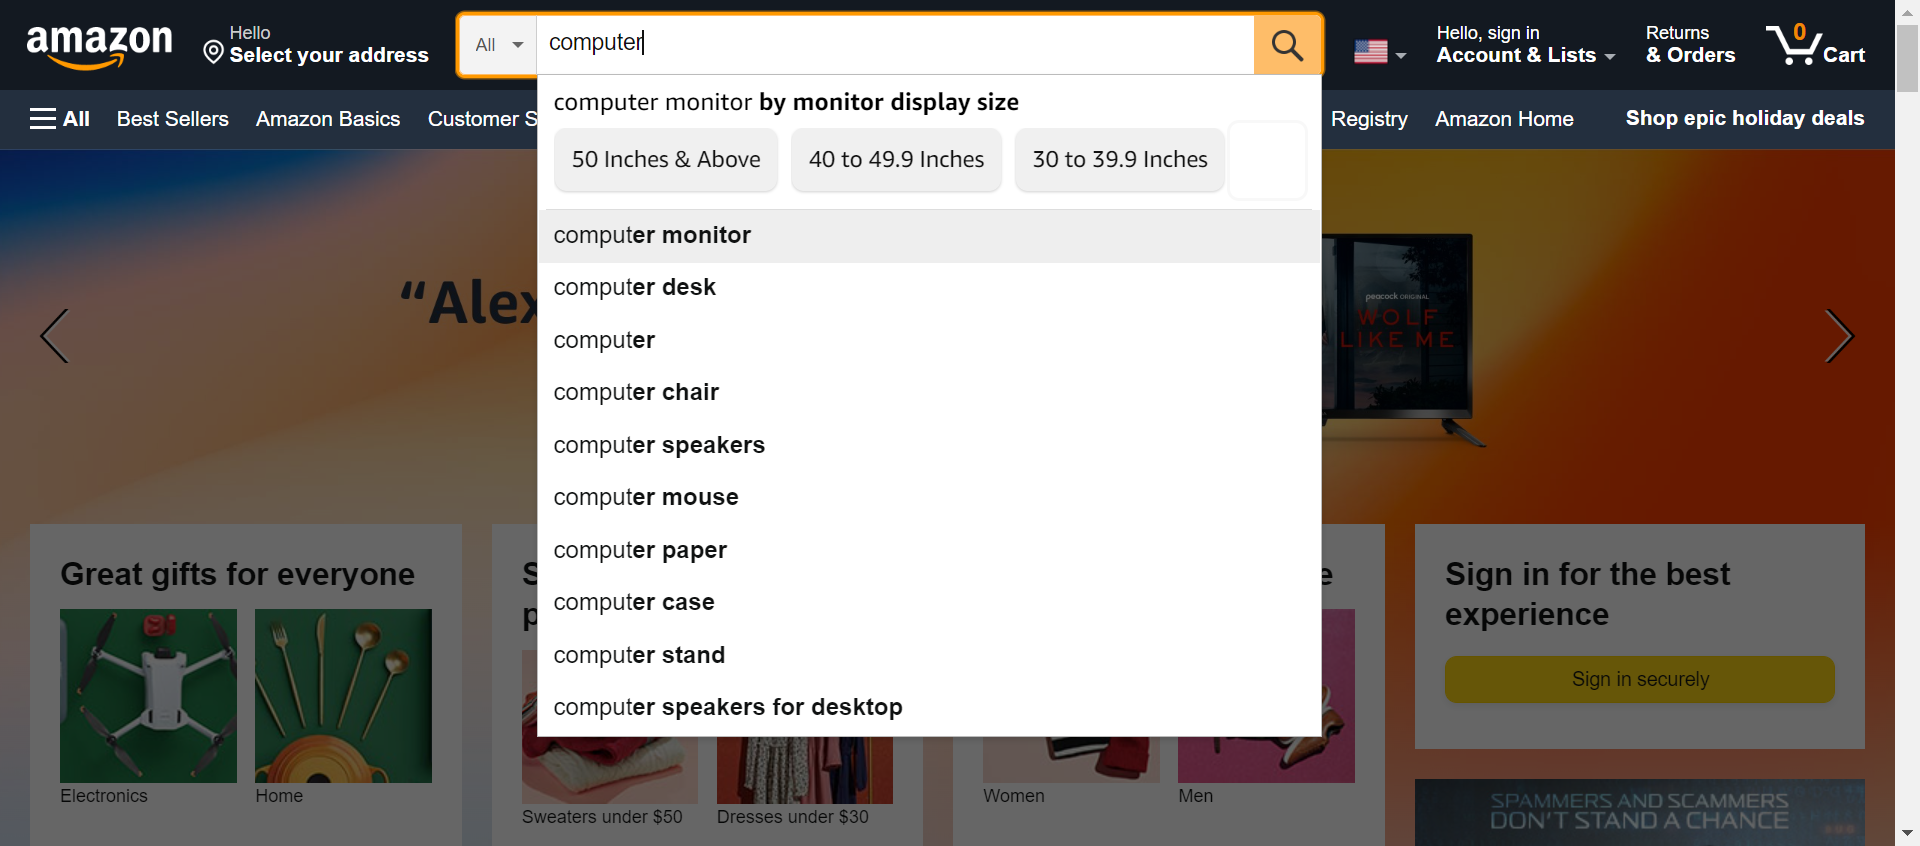 amazon
Hello
Select your address
All
computer
Hello, sign in
Account & Lists
Returns
& Orders
0
Cart
All
Best Sellers
Amazon Basics
Customer S
Registry
Amazon Home
Shop epic holiday deals
computer monitor by monitor display size
50 Inches & Above
40 to 49.9 Inches
30 to 39.9 Inches
computer monitor
computer desk
computer
computer chair
computer speakers
computer mouse
computer paper
computer case
computer stand
computer speakers for desktop
“Alex
peacock ORIGINAL
WOLF
LIKE ME
Great gifts for everyone
Electronics
Home
S
p
Sweaters under $50
Dresses under $30
e
Women
Men
Sign in for the best
experience
Sign in securely
SPAMMERS AND SCAMMERS
DON'T STAND A CHANCE